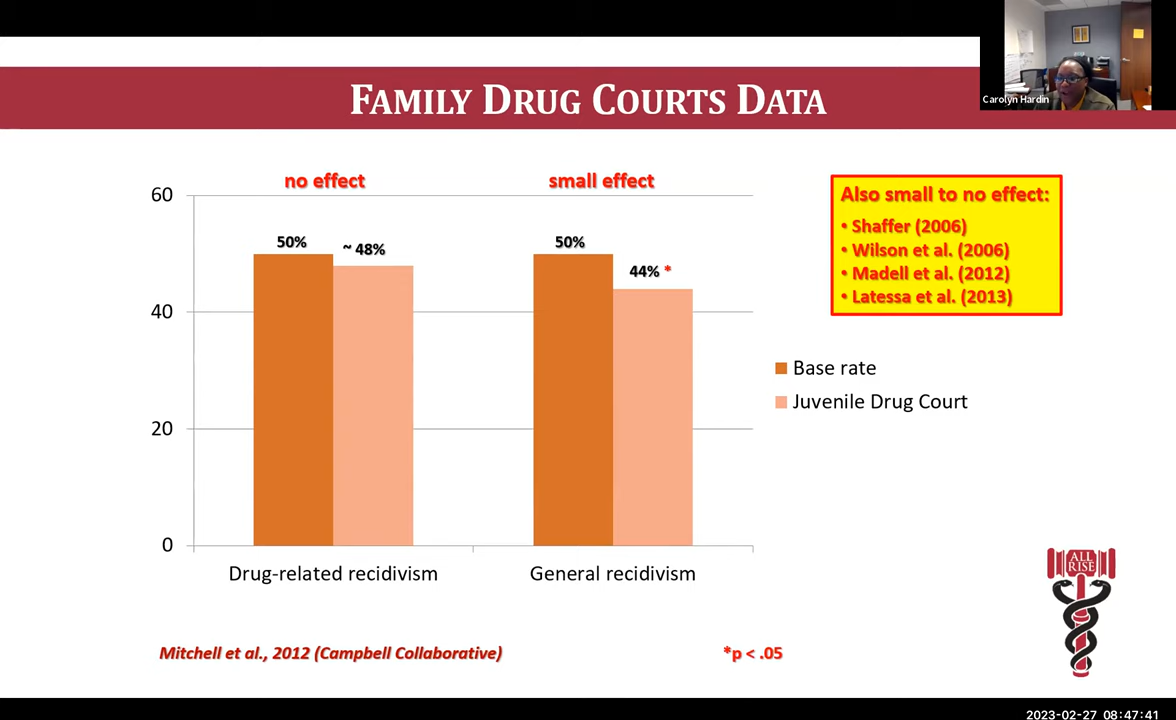 Carolyn Hardin
FAMILY DRUG COURTS DATA
no effect
small effect
60
40
20
0
50%
~ 48%
50%
44% *
Drug-related recidivism
General recidivism
Also small to no effect:
• Shaffer (2006)
• Wilson et al. (2006)
• Madell et al. (2012)
• Latessa et al. (2013)
Base rate
Juvenile Drug Court
ALL
RISE
Mitchell et al., 2012 (Campbell Collaborative)
*p < .05
2023-02-27 08:47:41